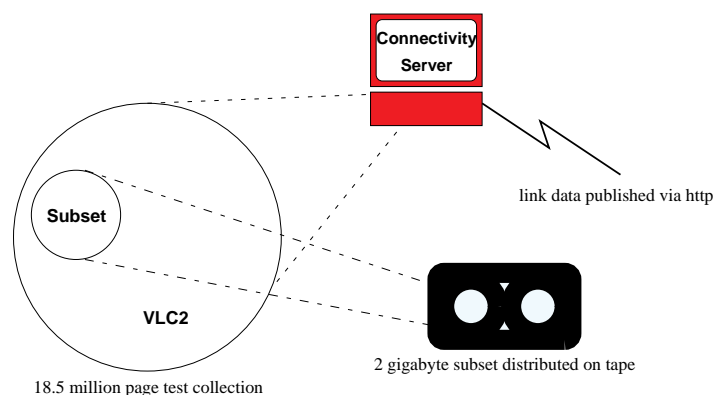 Connectivity
Server
link data published via http
Subset
VLC2
2 gigabyte subset distributed on tape
18.5 million page test collection